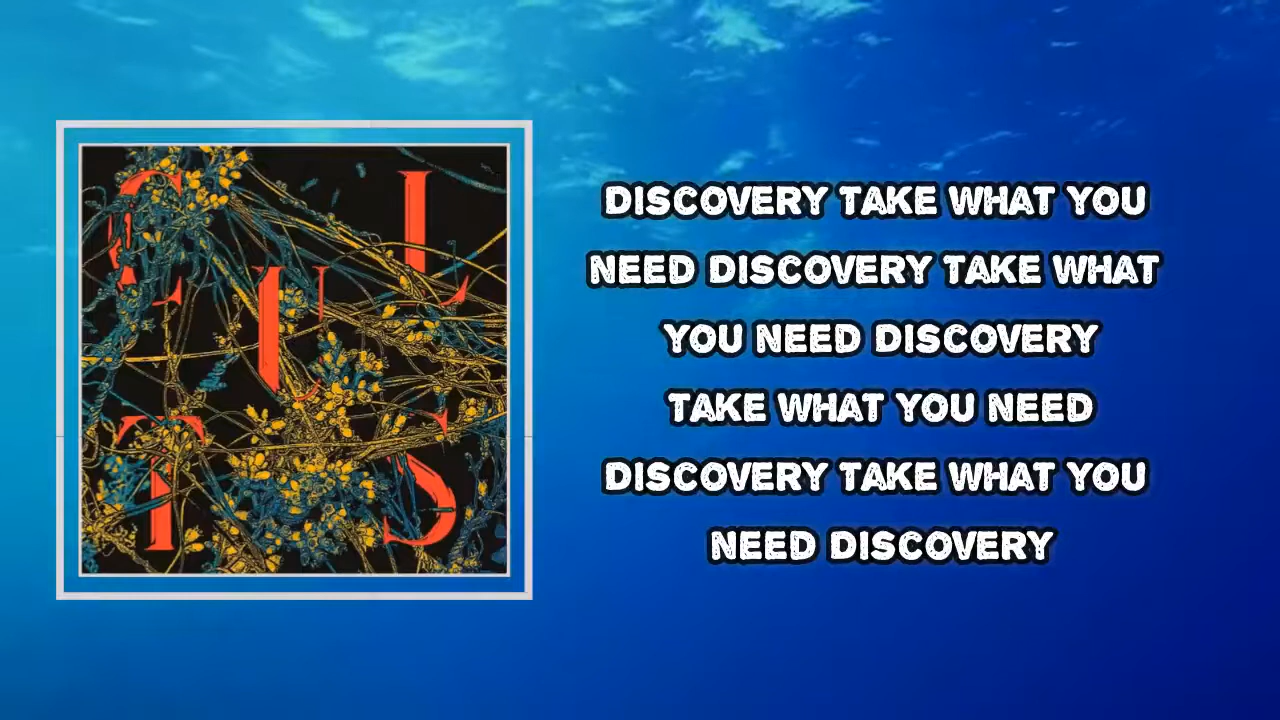 C L
U
T S
DISCOVERY TAKE WHAT YOU
NEED DISCOVERY TAKE WHAT
YOU NEED DISCOVERY
TAKE WHAT YOU NEED
DISCOVERY TAKE WHAT YOU
NEED DISCOVERY